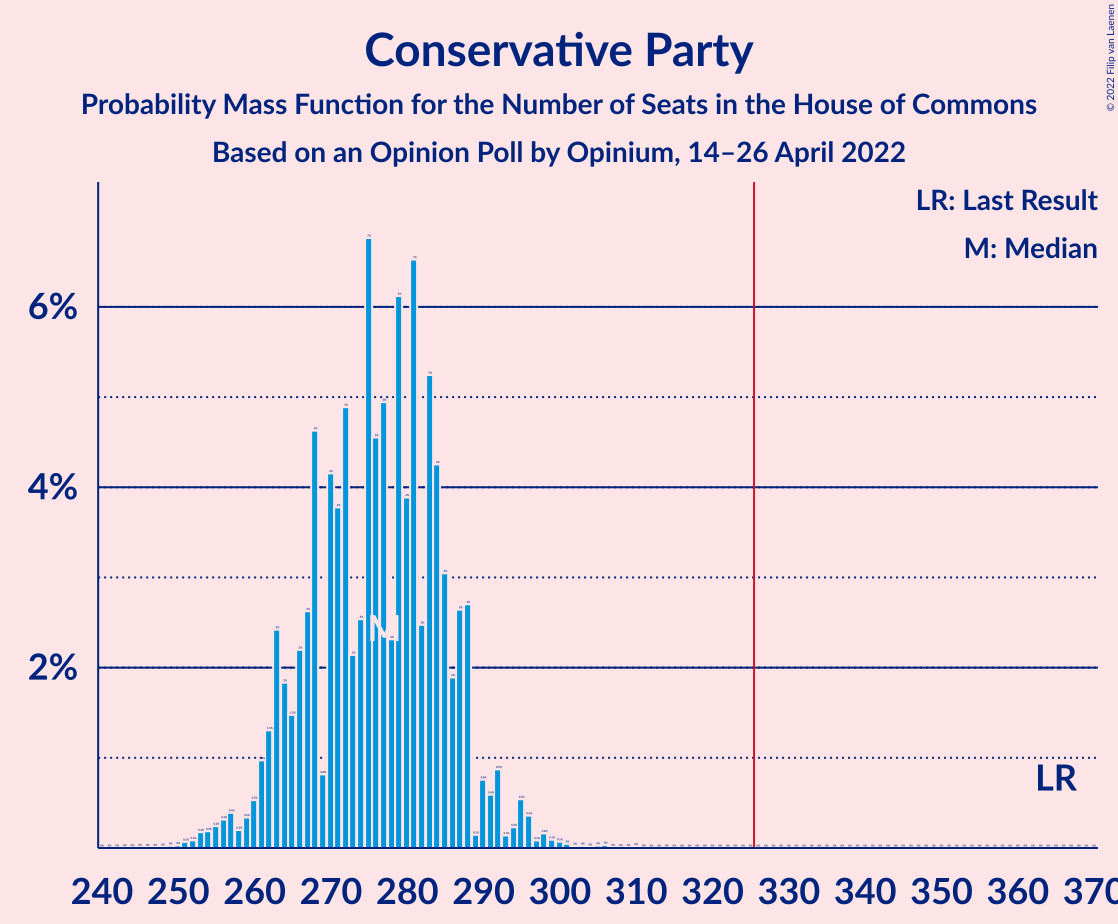 Conservative Party
Probability Mass Function for the Number of Seats in the House of Commons
Based on an Opinion Poll by Opinium, 14–26 April 2022
© 2022 Filip van Laenen
LR: Last Result
M: Median
6%
4%
2%
M
LR
240 250 260 270 280 290 300 310 320 330 340 350 360 370